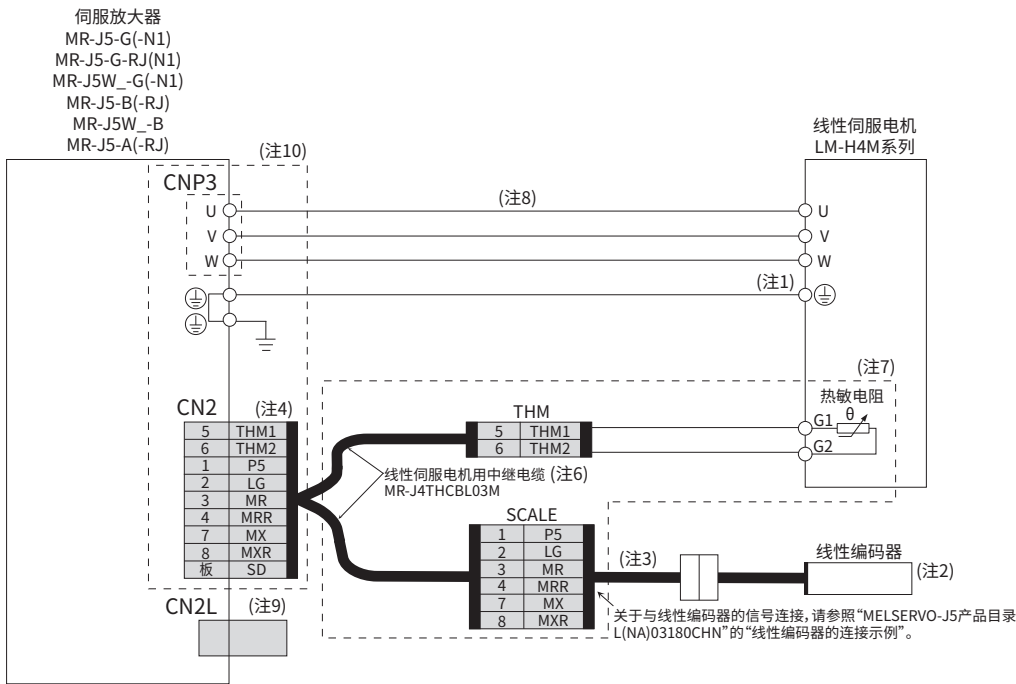 伺服放大器
MR-J5-G(-N1)
MR-J5-G-RJ(N1)
MR-J5W_-G(-N1)
MR-J5-B(-RJ)
MR-J5W_-B
MR-J5-A(-RJ)
线性伺服电机
LM-H4M系列
(注10)
CNP3
(注8)
U
U
V
V
W
W
(注1)
(注7)
热敏电阻
θ
G1
G2
CN2 (注4)
5 THM1
6 THM2
1 P5
2 LG
3 MR
4 MRR
7 MX
8 MXR
板 SD
THM
5 THM1
6 THM2
线性伺服电机用中继电缆 (注6)
MR-J4THCBL03M
SCALE
1 P5
2 LG
3 MR
4 MRR
7 MX
8 MXR
(注3)
线性编码器
(注2)
关于与线性编码器的信号连接,请参照“MELSERVO-J5产品目录
L(NA)03180CHN”的“线性编码器的连接示例”。
CN2L (注9)